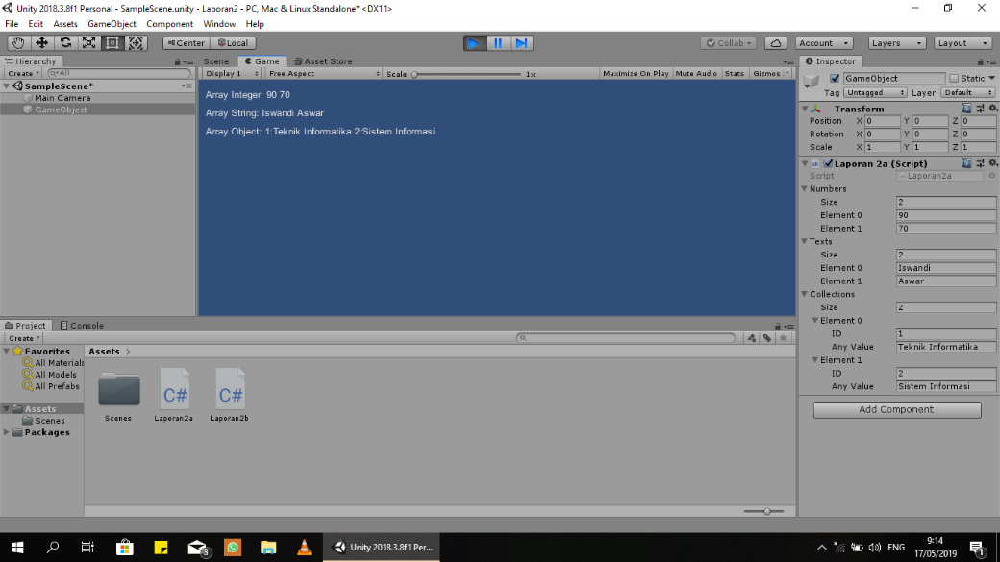 Unity 2018.3.8f1 Personal - SampleScene.unity - Laporan2 - PC, Mac & Linux Standalone* <DX11>
File Edit Assets GameObject Component Window Help
Center Local Collab Account Layers Layout
Hierarchy
Create All
SampleScene*
Main Camera
GameObject
Scene Game Asset Store
Display 1 Free Aspect Scale 1x Maximize On Play Mute Audio Stats Gizmos
Array Integer: 90 70
Array String: Iswandi Aswar
Array Object: 1:Teknik Informatika 2:Sistem Informasi
Inspector
GameObject Static
Tag Untagged Layer Default
Transform
Position X 0 Y 0 Z 0
Rotation X 0 Y 0 Z 0
Scale X 1 Y 1 Z 1
Laporan 2a (Script)
Script Laporan2a
Numbers
Size 2
Element 0 90
Element 1 70
Texts
Size 2
Element 0 Iswandi
Element 1 Aswar
Collections
Size 2
Element 0
ID 1
Any Value Teknik Informatika
Element 1
ID 2
Any Value Sistem Informasi
Add Component
Project Console
Create
Favorites
All Materials
All Models
All Prefabs
Assets
Scenes
Packages
Assets
Scenes
C#
Laporan2a
C#
Laporan2b
3
Unity 2018.3.8f1 Per...
ENG
9:14
17/05/2019
1